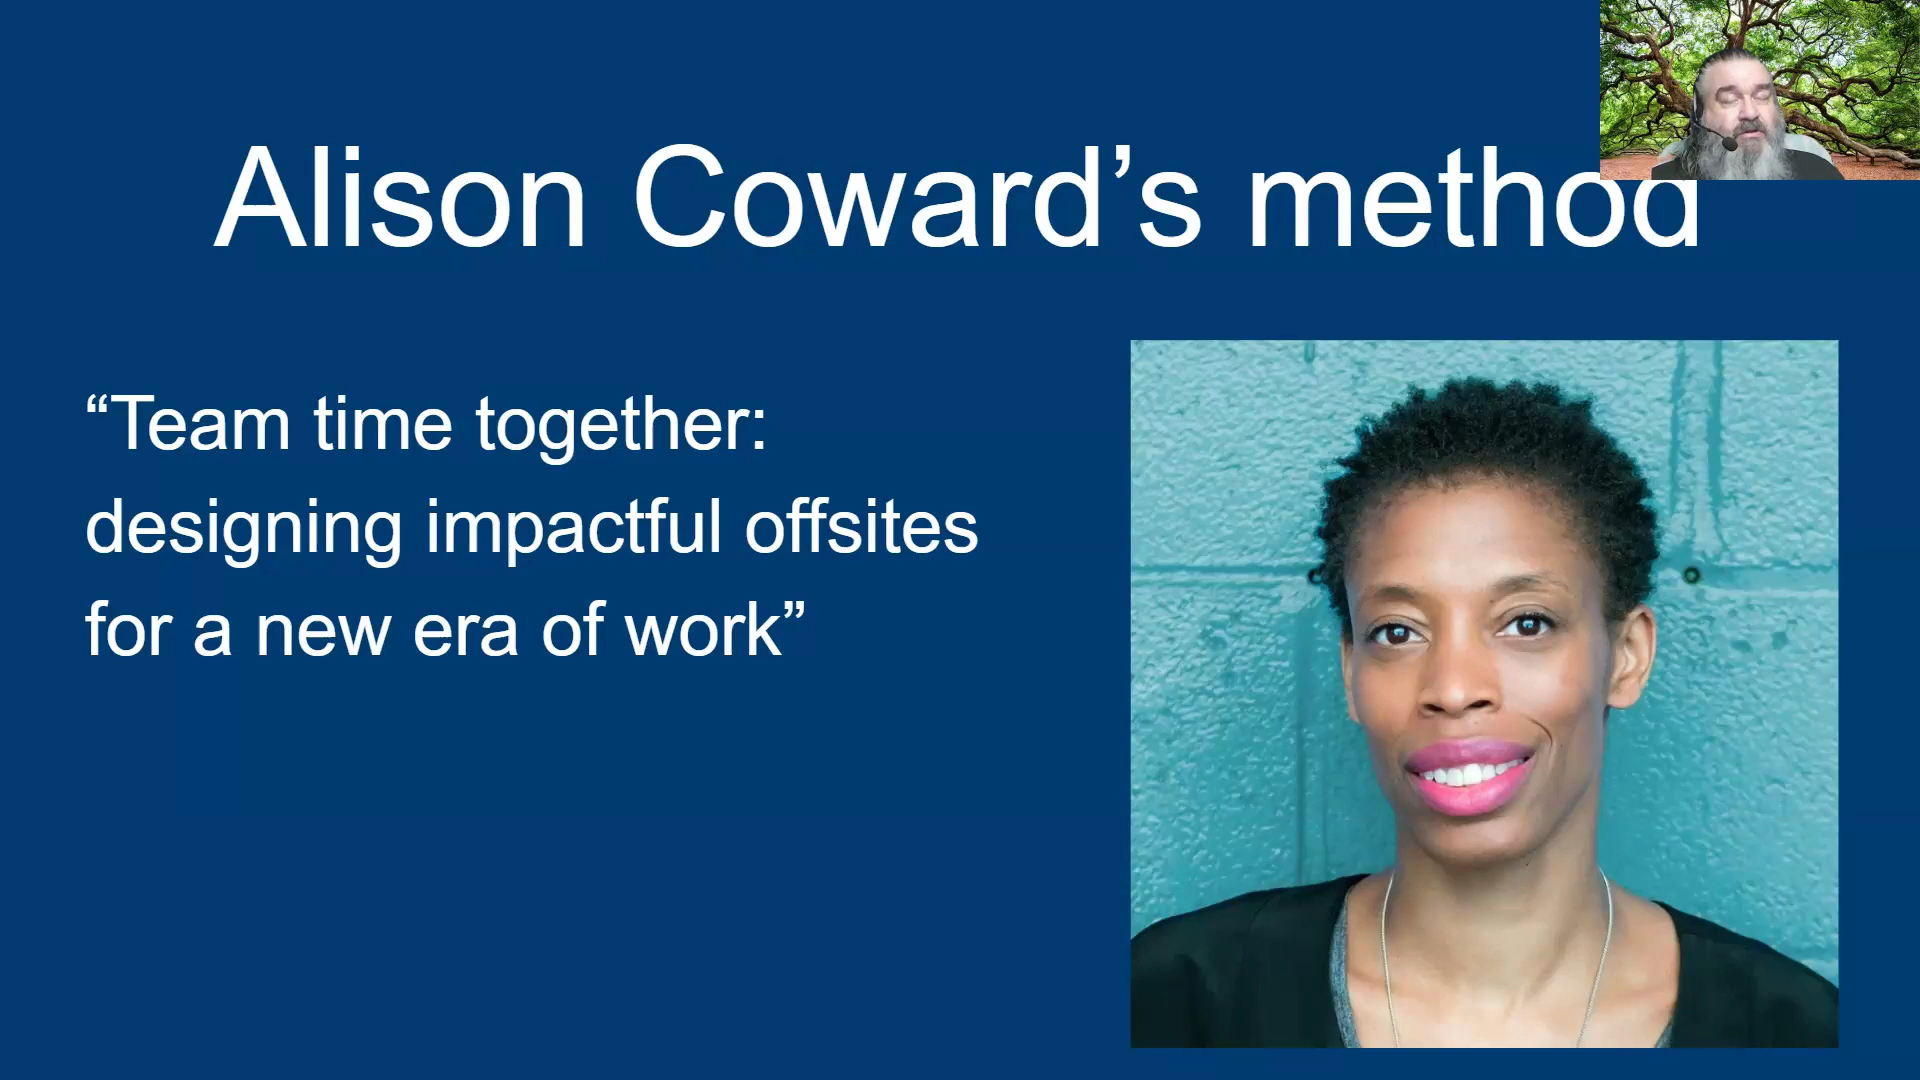 Alison Coward’s method
“Team time together:
designing impactful offsites
for a new era of work”